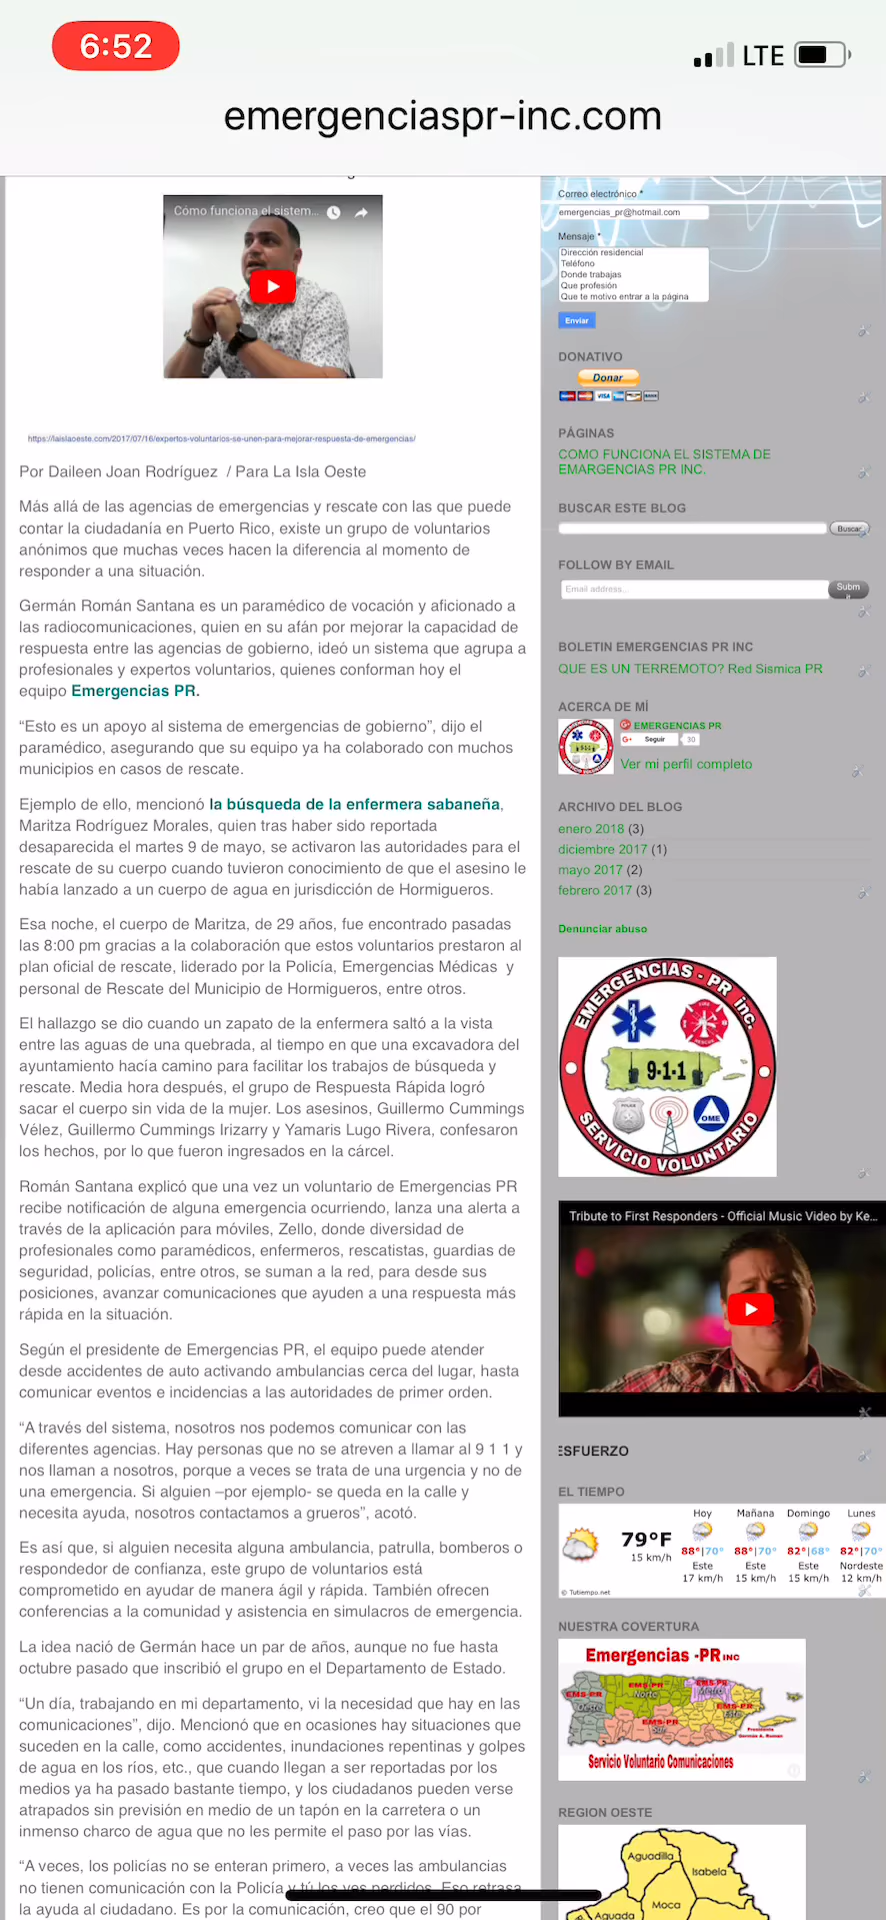 6:52
LTE
emergenciaspr-inc.com
Cómo funciona el sistem...
https://laislaoeste.com/2017/07/16/expertos-voluntarios-se-unen-para-mejorar-respuesta-de-emergencias/
Por Daileen Joan Rodríguez / Para La Isla Oeste
Más allá de las agencias de emergencias y rescate con las que puede
contar la ciudadanía en Puerto Rico, existe un grupo de voluntarios
anónimos que muchas veces hacen la diferencia al momento de
responder a una situación.
Germán Román Santana es un paramédico de vocación y aficionado a
las radiocomunicaciones, quien en su afán por mejorar la capacidad de
respuesta entre las agencias de gobierno, ideó un sistema que agrupa a
profesionales y expertos voluntarios, quienes conforman hoy el
equipo Emergencias PR.
“Esto es un apoyo al sistema de emergencias de gobierno”, dijo el
paramédico, asegurando que su equipo ya ha colaborado con muchos
municipios en casos de rescate.
Ejemplo de ello, mencionó la búsqueda de la enfermera sabaneña,
Maritza Rodríguez Morales, quien tras haber sido reportada
desaparecida el martes 9 de mayo, se activaron las autoridades para el
rescate de su cuerpo cuando tuvieron conocimiento de que el asesino le
había lanzado a un cuerpo de agua en jurisdicción de Hormigueros.
Esa noche, el cuerpo de Maritza, de 29 años, fue encontrado pasadas
las 8:00 pm gracias a la colaboración que estos voluntarios prestaron al
plan oficial de rescate, liderado por la Policía, Emergencias Médicas y
personal de Rescate del Municipio de Hormigueros, entre otros.
El hallazgo se dio cuando un zapato de la enfermera saltó a la vista
entre las aguas de una quebrada, al tiempo en que una excavadora del
ayuntamiento hacía camino para facilitar los trabajos de búsqueda y
rescate. Media hora después, el grupo de Respuesta Rápida logró
sacar el cuerpo sin vida de la mujer. Los asesinos, Guillermo Cummings
Vélez, Guillermo Cummings Irizarry y Yamaris Lugo Rivera, confesaron
los hechos, por lo que fueron ingresados en la cárcel.
Román Santana explicó que una vez un voluntario de Emergencias PR
recibe notificación de alguna emergencia ocurriendo, lanza una alerta a
través de la aplicación para móviles, Zello, donde diversidad de
profesionales como paramédicos, enfermeros, rescatistas, guardias de
seguridad, policías, entre otros, se suman a la red, para desde sus
posiciones, avanzar comunicaciones que ayuden a una respuesta más
rápida en la situación.
Según el presidente de Emergencias PR, el equipo puede atender
desde accidentes de auto activando ambulancias cerca del lugar, hasta
comunicar eventos e incidencias a las autoridades de primer orden.
“A través del sistema, nosotros nos podemos comunicar con las
diferentes agencias. Hay personas que no se atreven a llamar al 9 1 1 y
nos llaman a nosotros, porque a veces se trata de una urgencia y no de
una emergencia. Si alguien –por ejemplo- se queda en la calle y
necesita ayuda, nosotros contactamos a grueros”, acotó.
Es así que, si alguien necesita alguna ambulancia, patrulla, bomberos o
respondedor de confianza, este grupo de voluntarios está
comprometido en ayudar de manera ágil y rápida. También ofrecen
conferencias a la comunidad y asistencia en simulacros de emergencia.
La idea nació de Germán hace un par de años, aunque no fue hasta
octubre pasado que inscribió el grupo en el Departamento de Estado.
“Un día, trabajando en mi departamento, vi la necesidad que hay en las
comunicaciones”, dijo. Mencionó que en ocasiones hay situaciones que
suceden en la calle, como accidentes, inundaciones repentinas y golpes
de agua en los ríos, etc., que cuando llegan a ser reportadas por los
medios ya ha pasado bastante tiempo, y los ciudadanos pueden verse
atrapados sin previsión en medio de un tapón en la carretera o un
inmenso charco de agua que no les permite el paso por las vías.
“A veces, los policías no se enteran primero, a veces las ambulancias
no tienen comunicación con la Policía y tú los ves perdidos. Eso retrasa
la ayuda al ciudadano. Es por la comunicación, creo que el 90 por
Correo electrónico *
emergencias_pr@hotmail.com
Mensaje *
Dirección residencial
Teléfono
Donde trabajas
Que profesión
Que te motivo entrar a la página
Enviar
DONATIVO
Donar
VISA
PÁGINAS
COMO FUNCIONA EL SISTEMA DE
EMARGENCIAS PR INC.
BUSCAR ESTE BLOG
Buscar
FOLLOW BY EMAIL
Email address...
Subm
it
BOLETIN EMERGENCIAS PR INC
QUE ES UN TERREMOTO? Red Sismica PR
ACERCA DE MÍ
EMERGENCIAS PR
G+ Seguir 30
Ver mi perfil completo
ARCHIVO DEL BLOG
enero 2018 (3)
diciembre 2017 (1)
mayo 2017 (2)
febrero 2017 (3)
Denunciar abuso
EMERGENCIAS - PR inc.
9-1-1
OME
SERVICIO VOLUNTARIO
Tribute to First Responders - Official Music Video by Ke...
ESFUERZO
EL TIEMPO
79°F
15 km/h
Hoy Mañana Domingo Lunes
88°|70° 88°|70° 82°|68° 82°|70°
Este Este Este Nordeste
17 km/h 15 km/h 15 km/h 12 km/h
© Tutiempo.net
NUESTRA COVERTURA
Emergencias -PR INC
EMS-PR
Oeste
EMS-PR
Norte
EMS-PR
Metro
EMS-PR
Este
EMS-PR
Sur
Servicio Voluntario Comunicaciones
REGION OESTE
Aguadilla
Isabela
Moca
Aguada